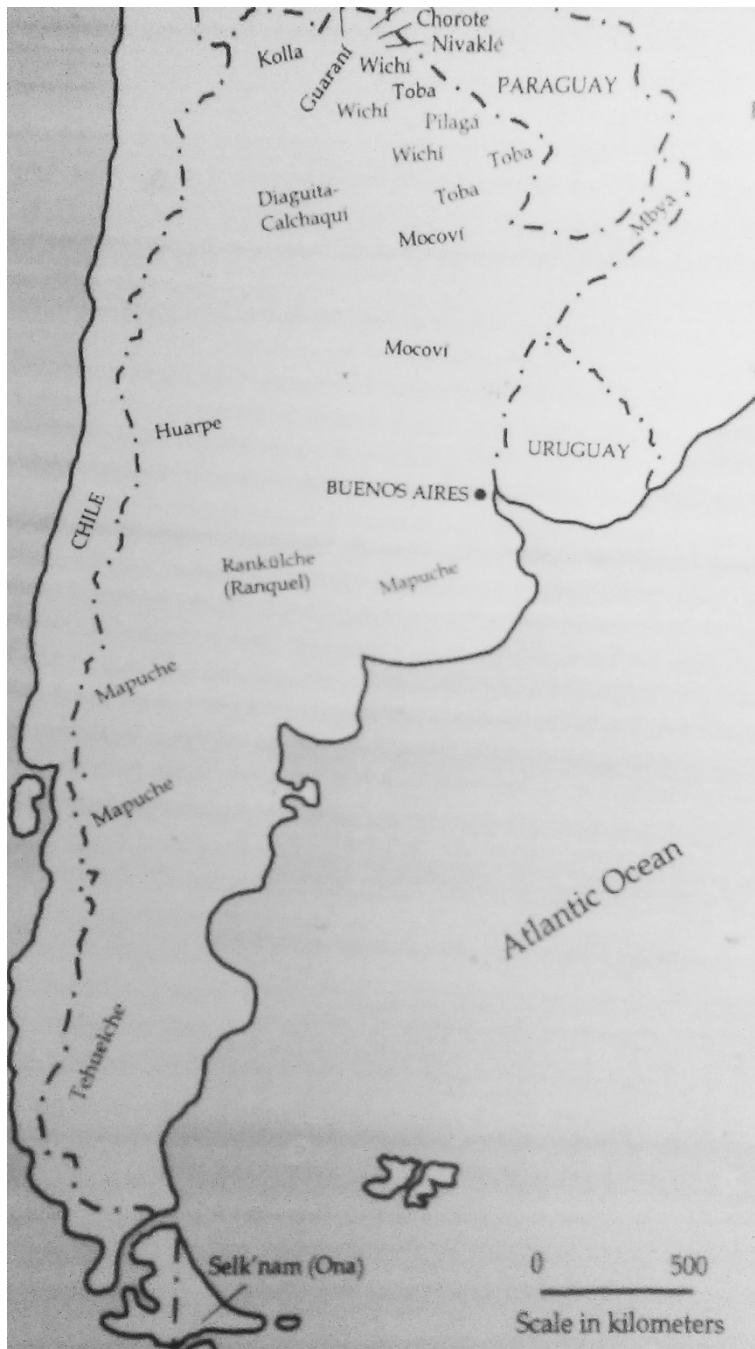 Chorote
Nivaklé
Kolla
Guaraní
Wichí
PARAGUAY
Toba
Wichí
Pilagá
Wichí
Toba
Diaguita-
Calchaquí
Toba
Mbya
Mocoví
Mocoví
Huarpe
URUGUAY
BUENOS AIRES
CHILE
Rankülche
(Ranquel)
Mapuche
Mapuche
Mapuche
Atlantic Ocean
Tehuelche
Selk'nam (Ona)
0 500
Scale in kilometers